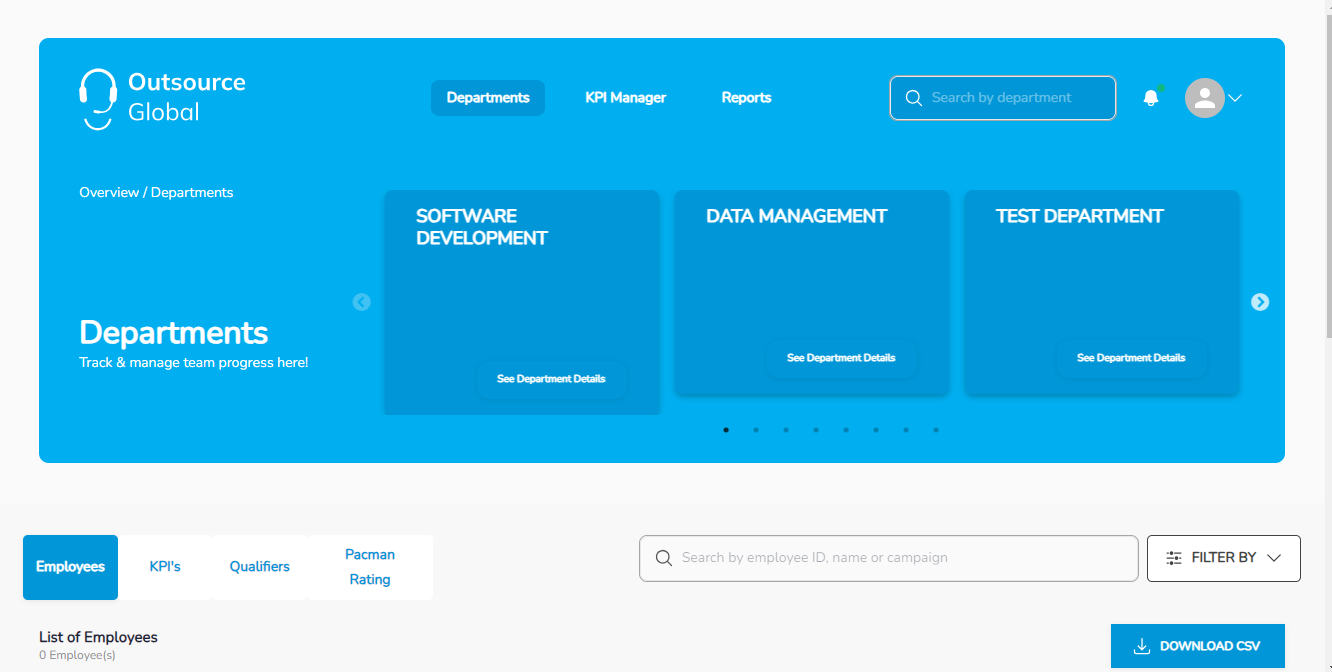 Outsource
Global
Departments
KPI Manager
Reports
Search by department
Overview / Departments
SOFTWARE
DEVELOPMENT
See Department Details
DATA MANAGEMENT
See Department Details
TEST DEPARTMENT
See Department Details
Departments
Track & manage team progress here!
Employees
KPI's
Qualifiers
Pacman
Rating
Search by employee ID, name or campaign
FILTER BY
List of Employees
0 Employee(s)
DOWNLOAD CSV